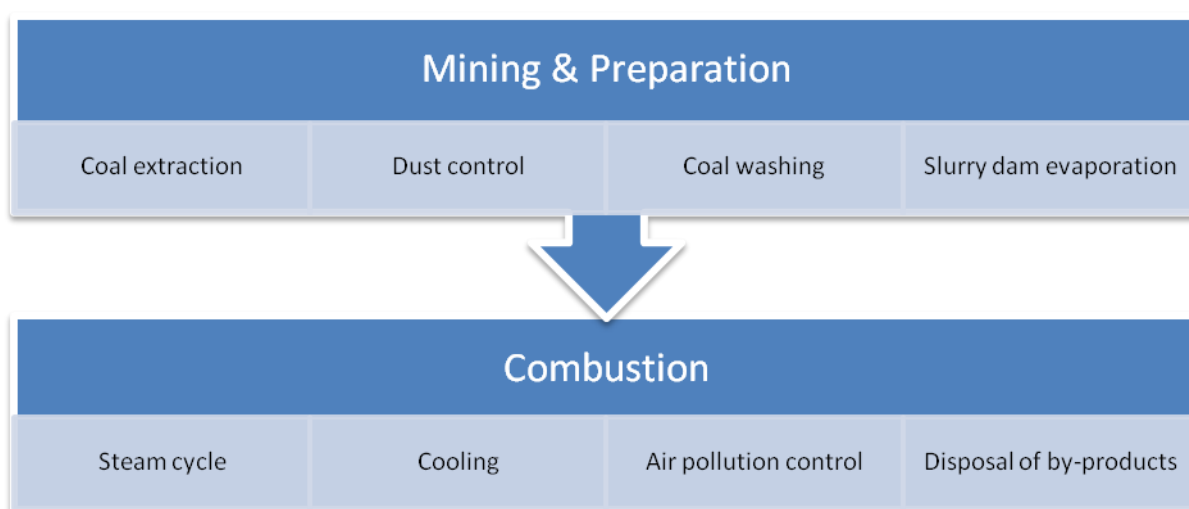 Mining & Preparation
Coal extraction
Dust control
Coal washing
Slurry dam evaporation
Combustion
Steam cycle
Cooling
Air pollution control
Disposal of by-products